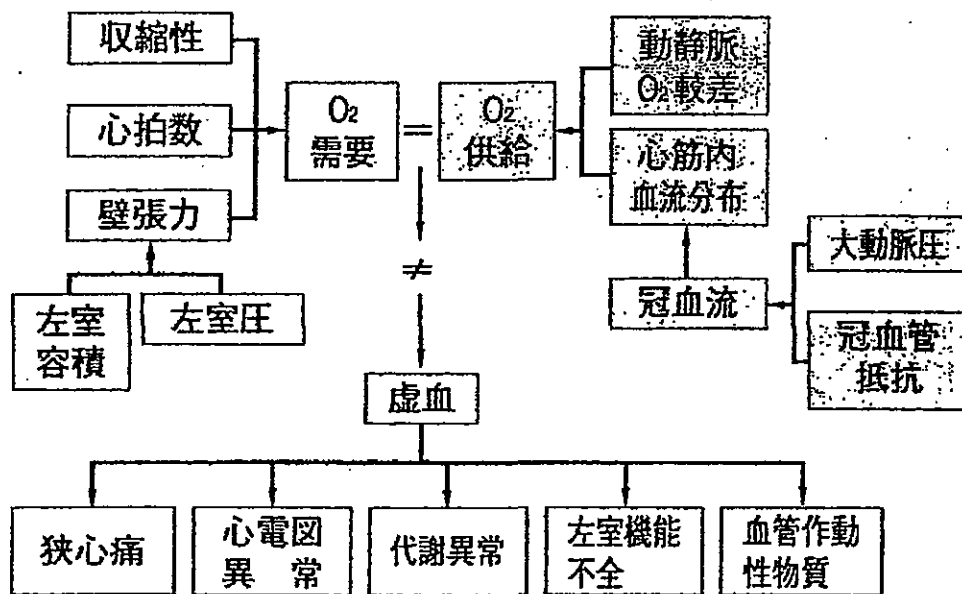 収縮性
心拍数
壁張力
左室
容積
左室圧
O₂
需要
=
O₂
供給
動静脈
O₂較差
心筋内
血流分布
冠血流
大動脈圧
冠血管
抵抗
≠
虚血
狭心痛
心電図
異　常
代謝異常
左室機能
不全
血管作動
性物質